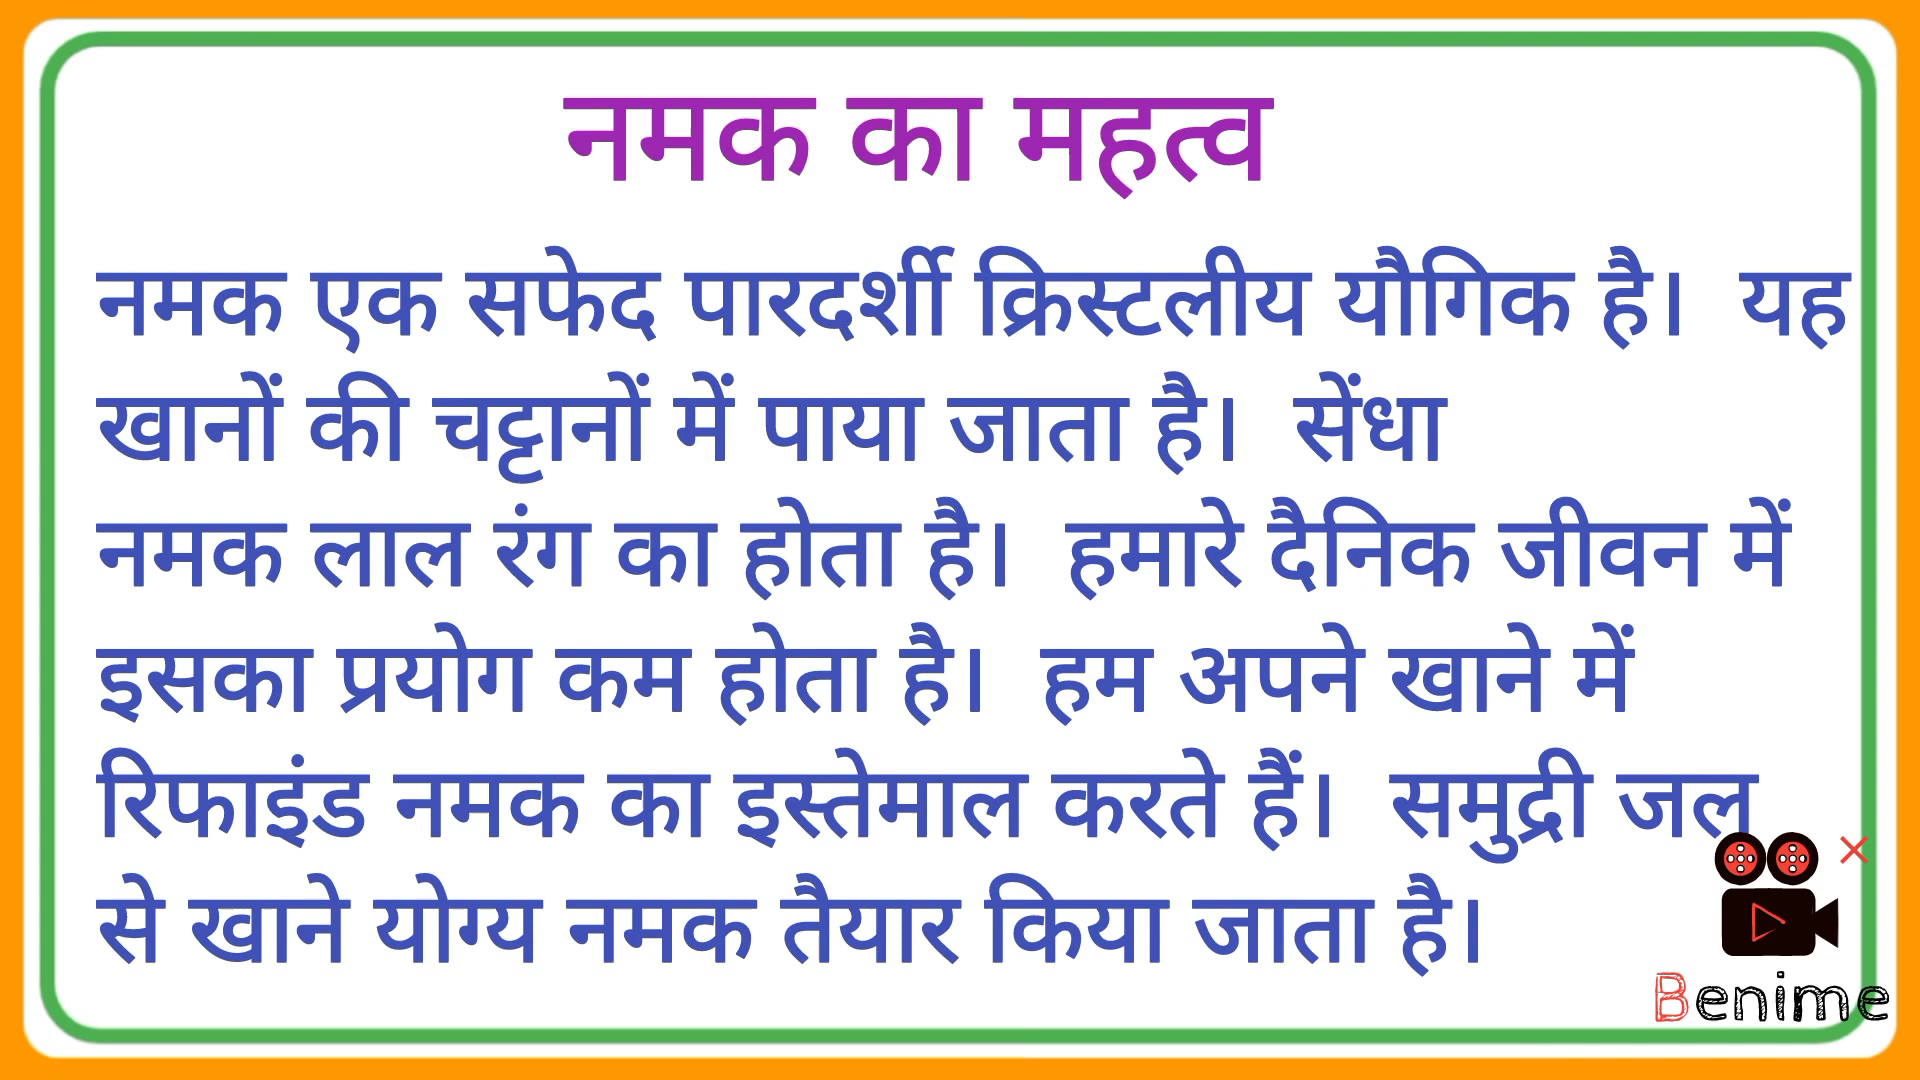 नमक का महत्व
नमक एक सफेद पारदर्शी क्रिस्टलीय यौगिक है।  यह
खानों की चट्टानों में पाया जाता है।  सेंधा
नमक लाल रंग का होता है।  हमारे दैनिक जीवन में
इसका प्रयोग कम होता है।  हम अपने खाने में
रिफाइंड नमक का इस्तेमाल करते हैं।  समुद्री जल
से खाने योग्य नमक तैयार किया जाता है।
Benime